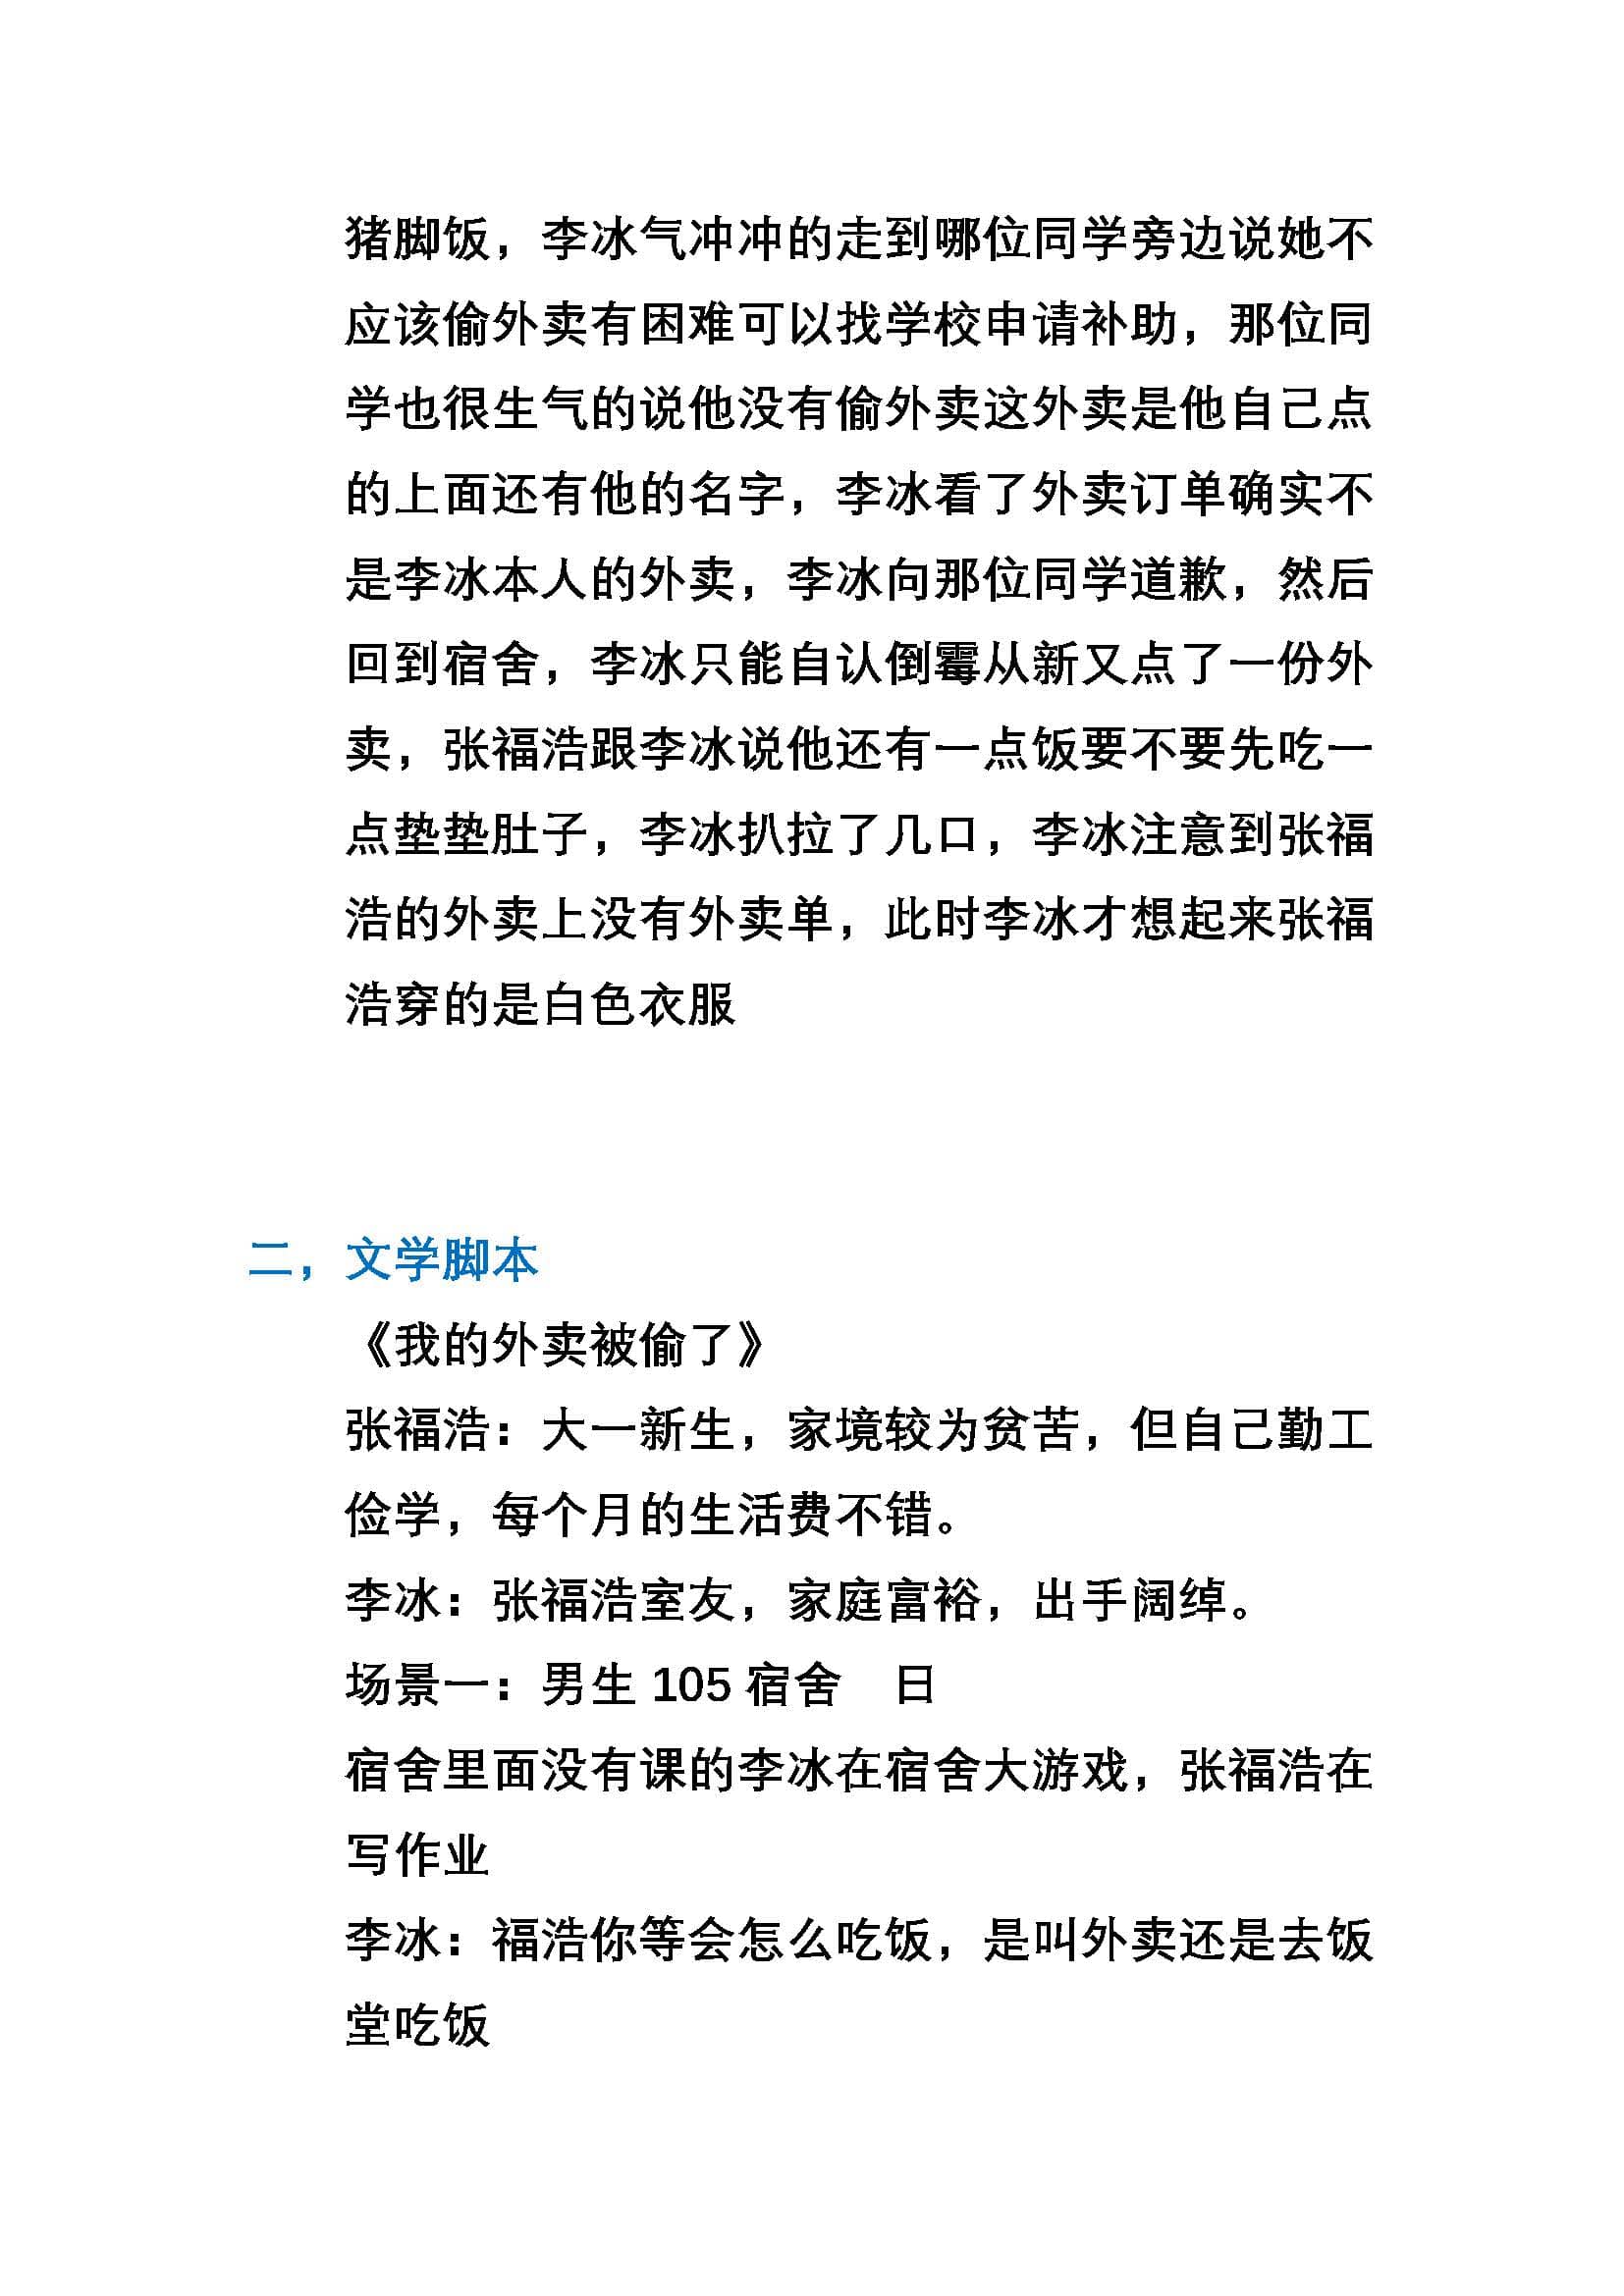 猪脚饭，李冰气冲冲的走到哪位同学旁边说她不
应该偷外卖有困难可以找学校申请补助，那位同
学也很生气的说他没有偷外卖这外卖是他自己点
的上面还有他的名字，李冰看了外卖订单确实不
是李冰本人的外卖，李冰向那位同学道歉，然后
回到宿舍，李冰只能自认倒霉从新又点了一份外
卖，张福浩跟李冰说他还有一点饭要不要先吃一
点垫垫肚子，李冰扒拉了几口，李冰注意到张福
浩的外卖上没有外卖单，此时李冰才想起来张福
浩穿的是白色衣服
二，文学脚本
《我的外卖被偷了》
张福浩：大一新生，家境较为贫苦，但自己勤工
俭学，每个月的生活费不错。
李冰：张福浩室友，家庭富裕，出手阔绰。
场景一：男生 105 宿舍　日
宿舍里面没有课的李冰在宿舍大游戏，张福浩在
写作业
李冰：福浩你等会怎么吃饭，是叫外卖还是去饭
堂吃饭